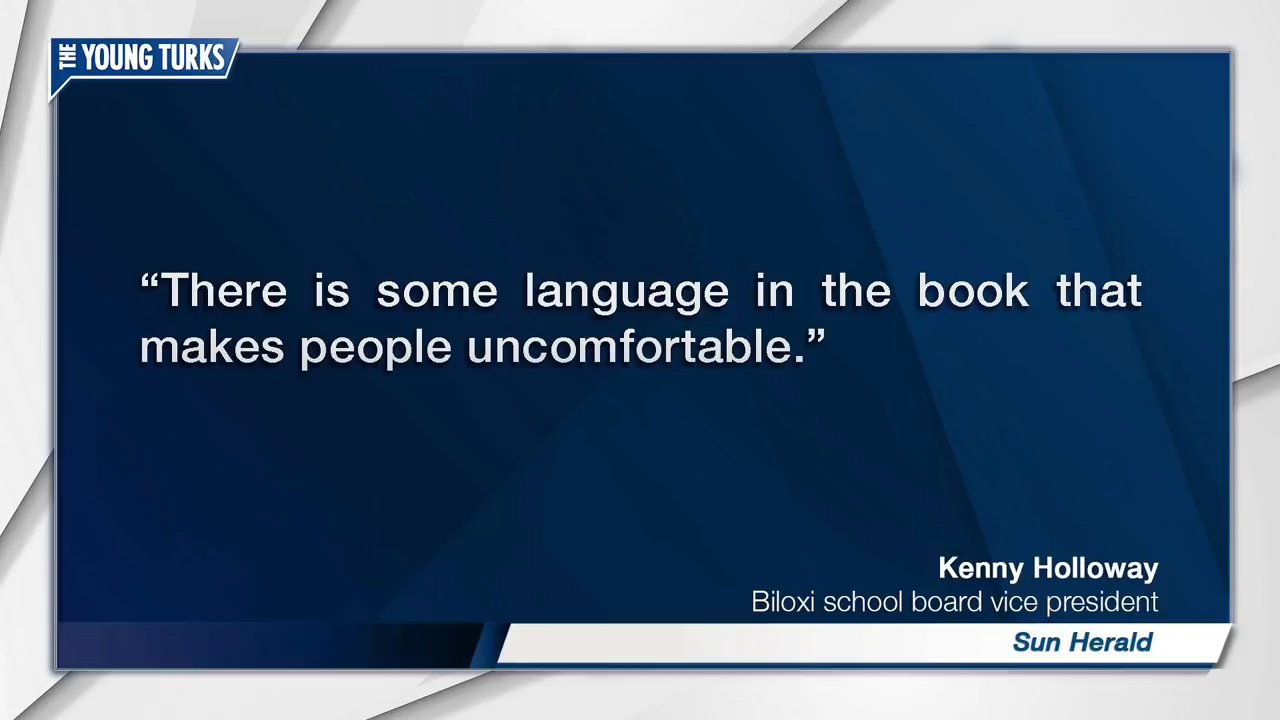 THE YOUNG TURKS
“There is some language in the book that
makes people uncomfortable.”
Kenny Holloway
Biloxi school board vice president
Sun Herald